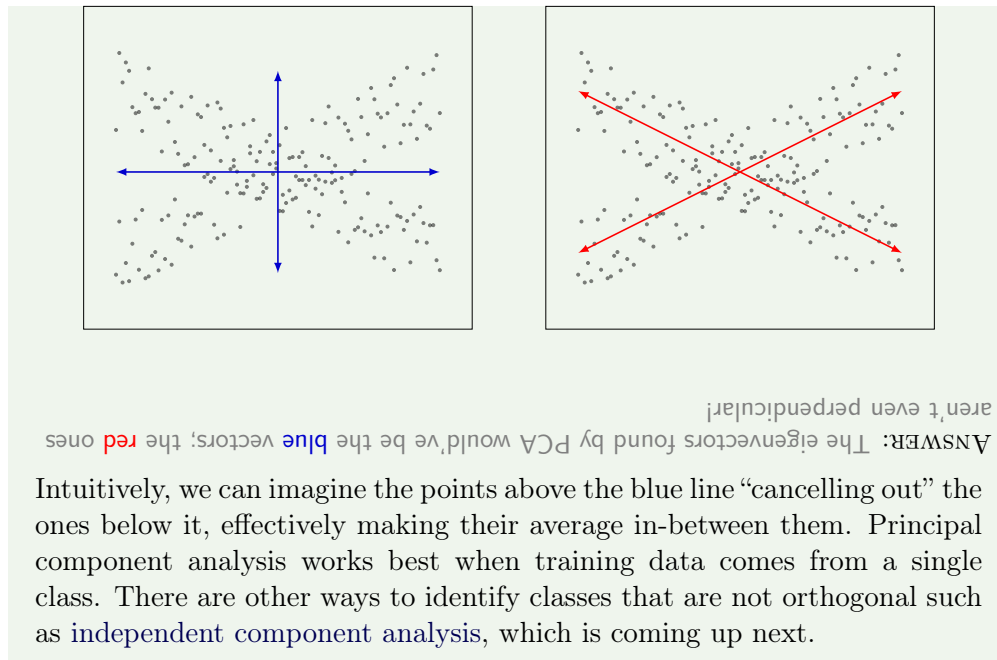 ANSWER: The eigenvectors found by PCA would've be the blue vectors; the red ones
aren't even perpendicular!
Intuitively, we can imagine the points above the blue line “cancelling out” the
ones below it, effectively making their average in-between them. Principal
component analysis works best when training data comes from a single
class. There are other ways to identify classes that are not orthogonal such
as independent component analysis, which is coming up next.